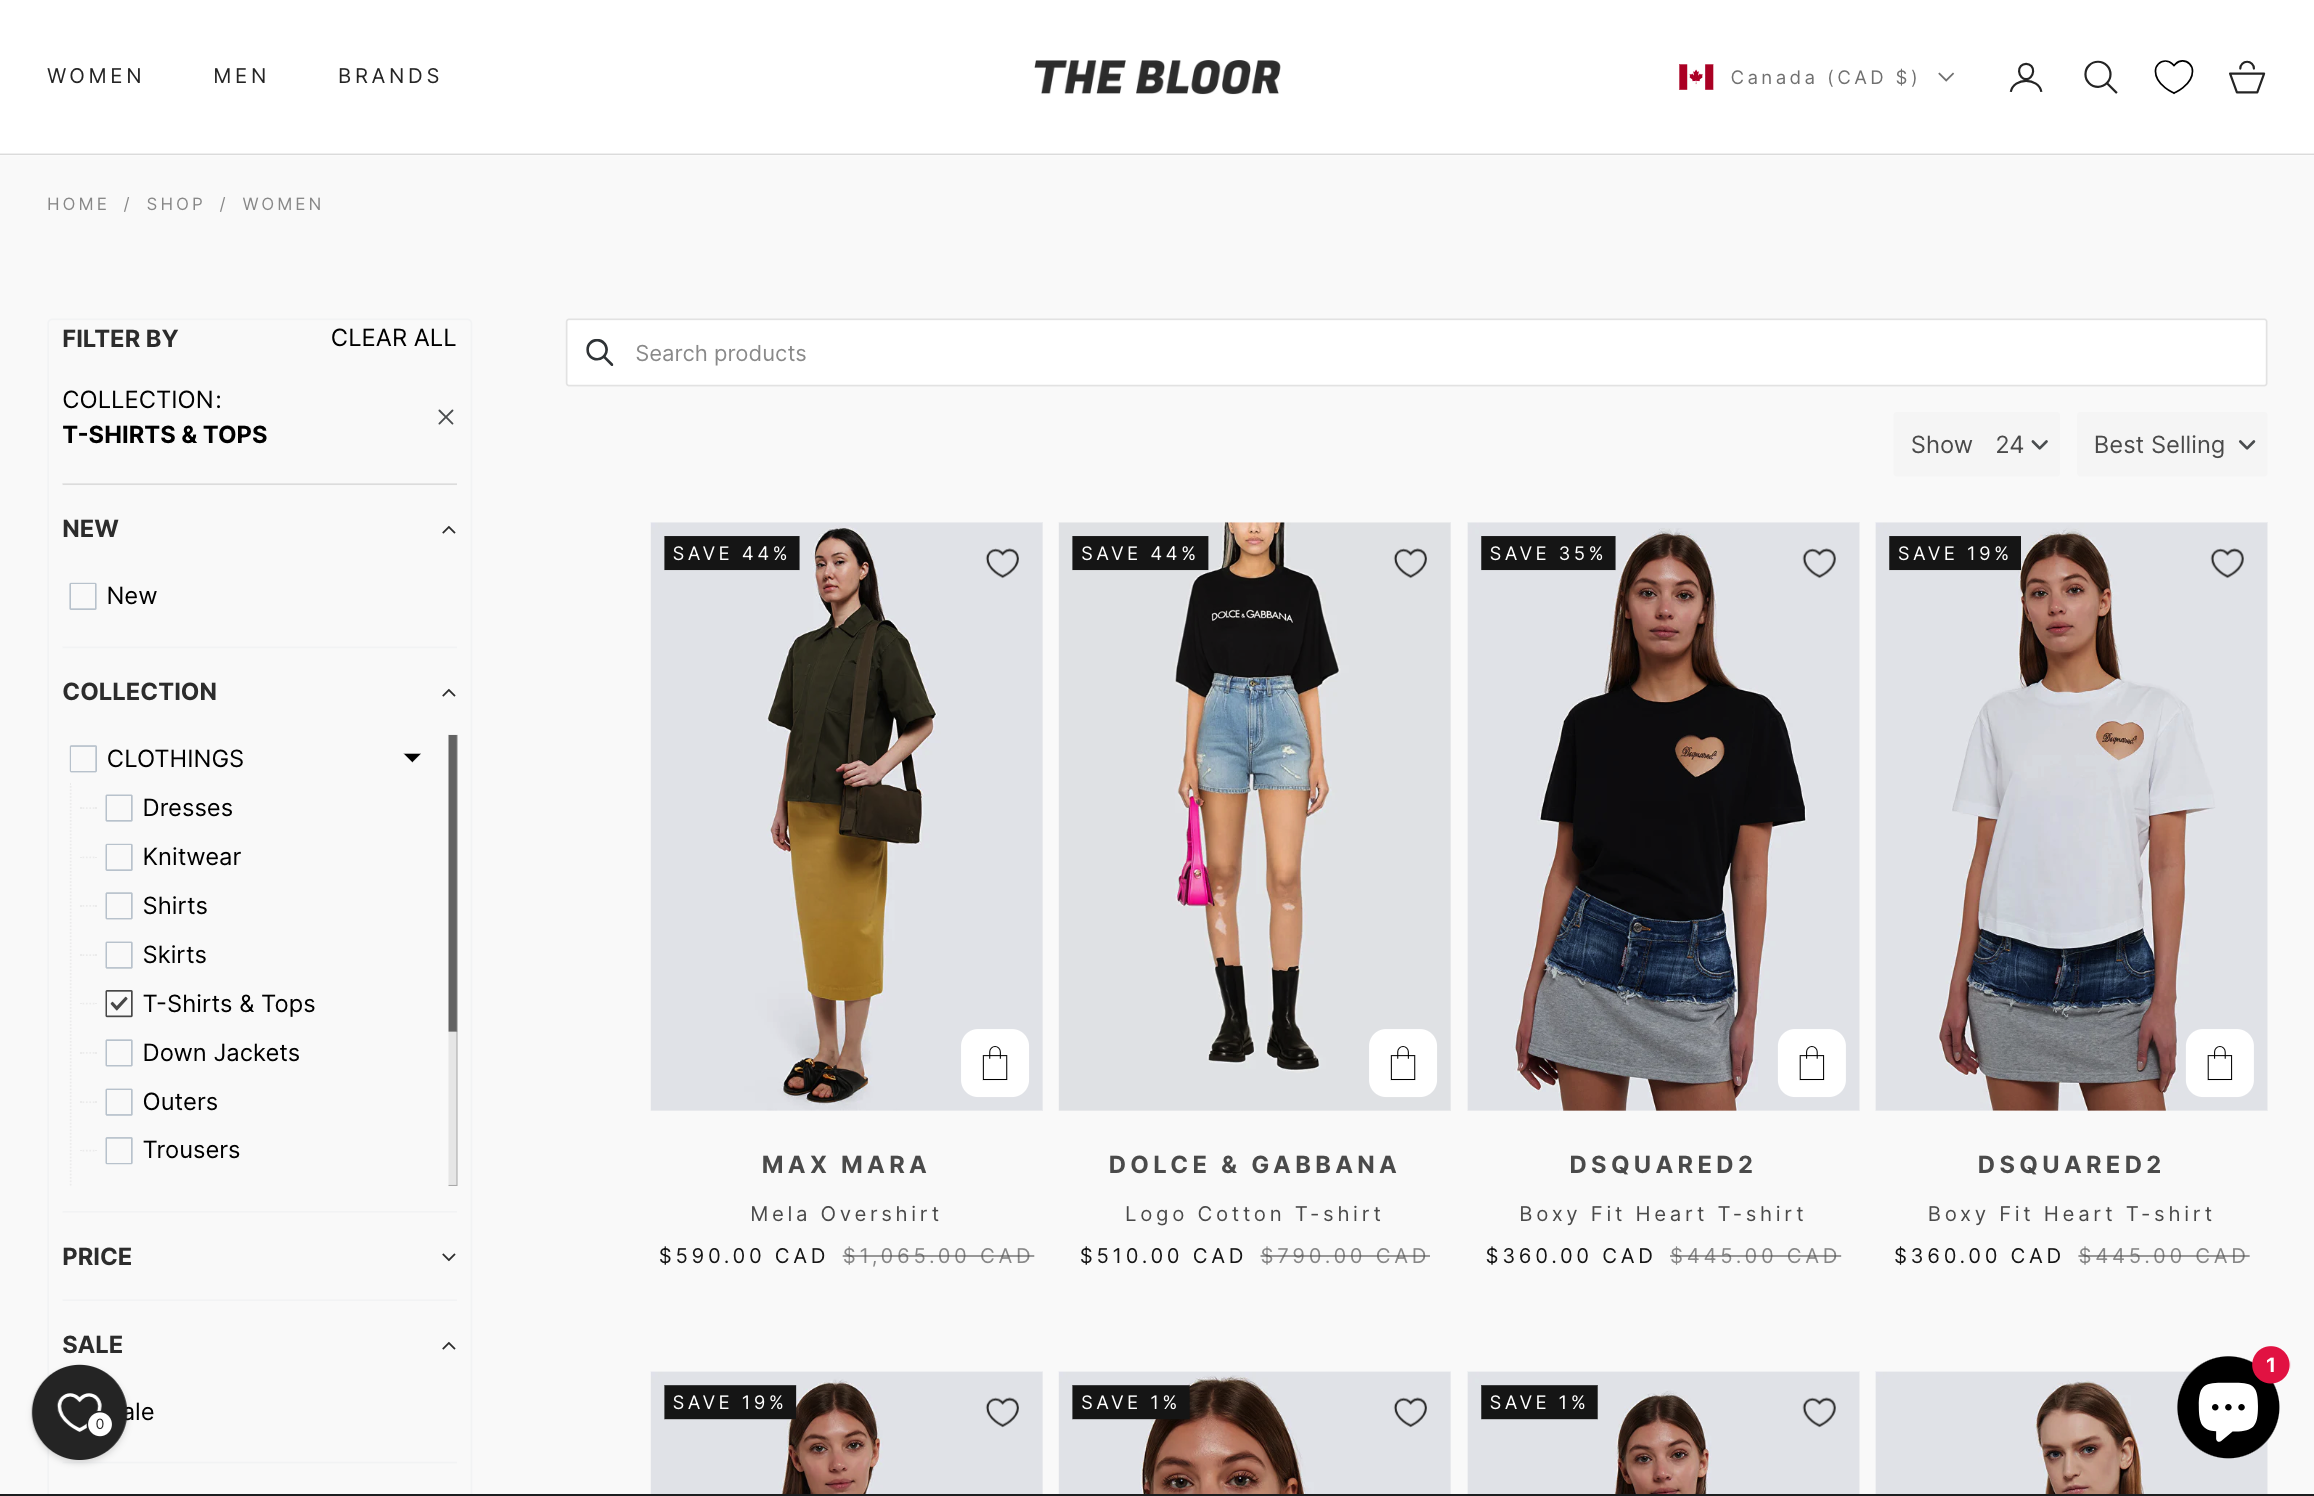 WOMEN MEN BRANDS
THE BLOOR
Canada (CAD $)
HOME / SHOP / WOMEN
FILTER BY CLEAR ALL
COLLECTION:
T-SHIRTS & TOPS
NEW
New
COLLECTION
CLOTHINGS
Dresses
Knitwear
Shirts
Skirts
T-Shirts & Tops
Down Jackets
Outers
Trousers
PRICE
SALE
ale
0
Search products
Show 24
Best Selling
SAVE 44%
SAVE 44%
DOLCE & GABBANA
SAVE 35%
Dsquared2
SAVE 19%
Dsquared2
MAX MARA
Mela Overshirt
$590.00 CAD $1,065.00 CAD
DOLCE & GABBANA
Logo Cotton T-shirt
$510.00 CAD $790.00 CAD
DSQUARED2
Boxy Fit Heart T-shirt
$360.00 CAD $445.00 CAD
DSQUARED2
Boxy Fit Heart T-shirt
$360.00 CAD $445.00 CAD
SAVE 19%
SAVE 1%
SAVE 1%
1